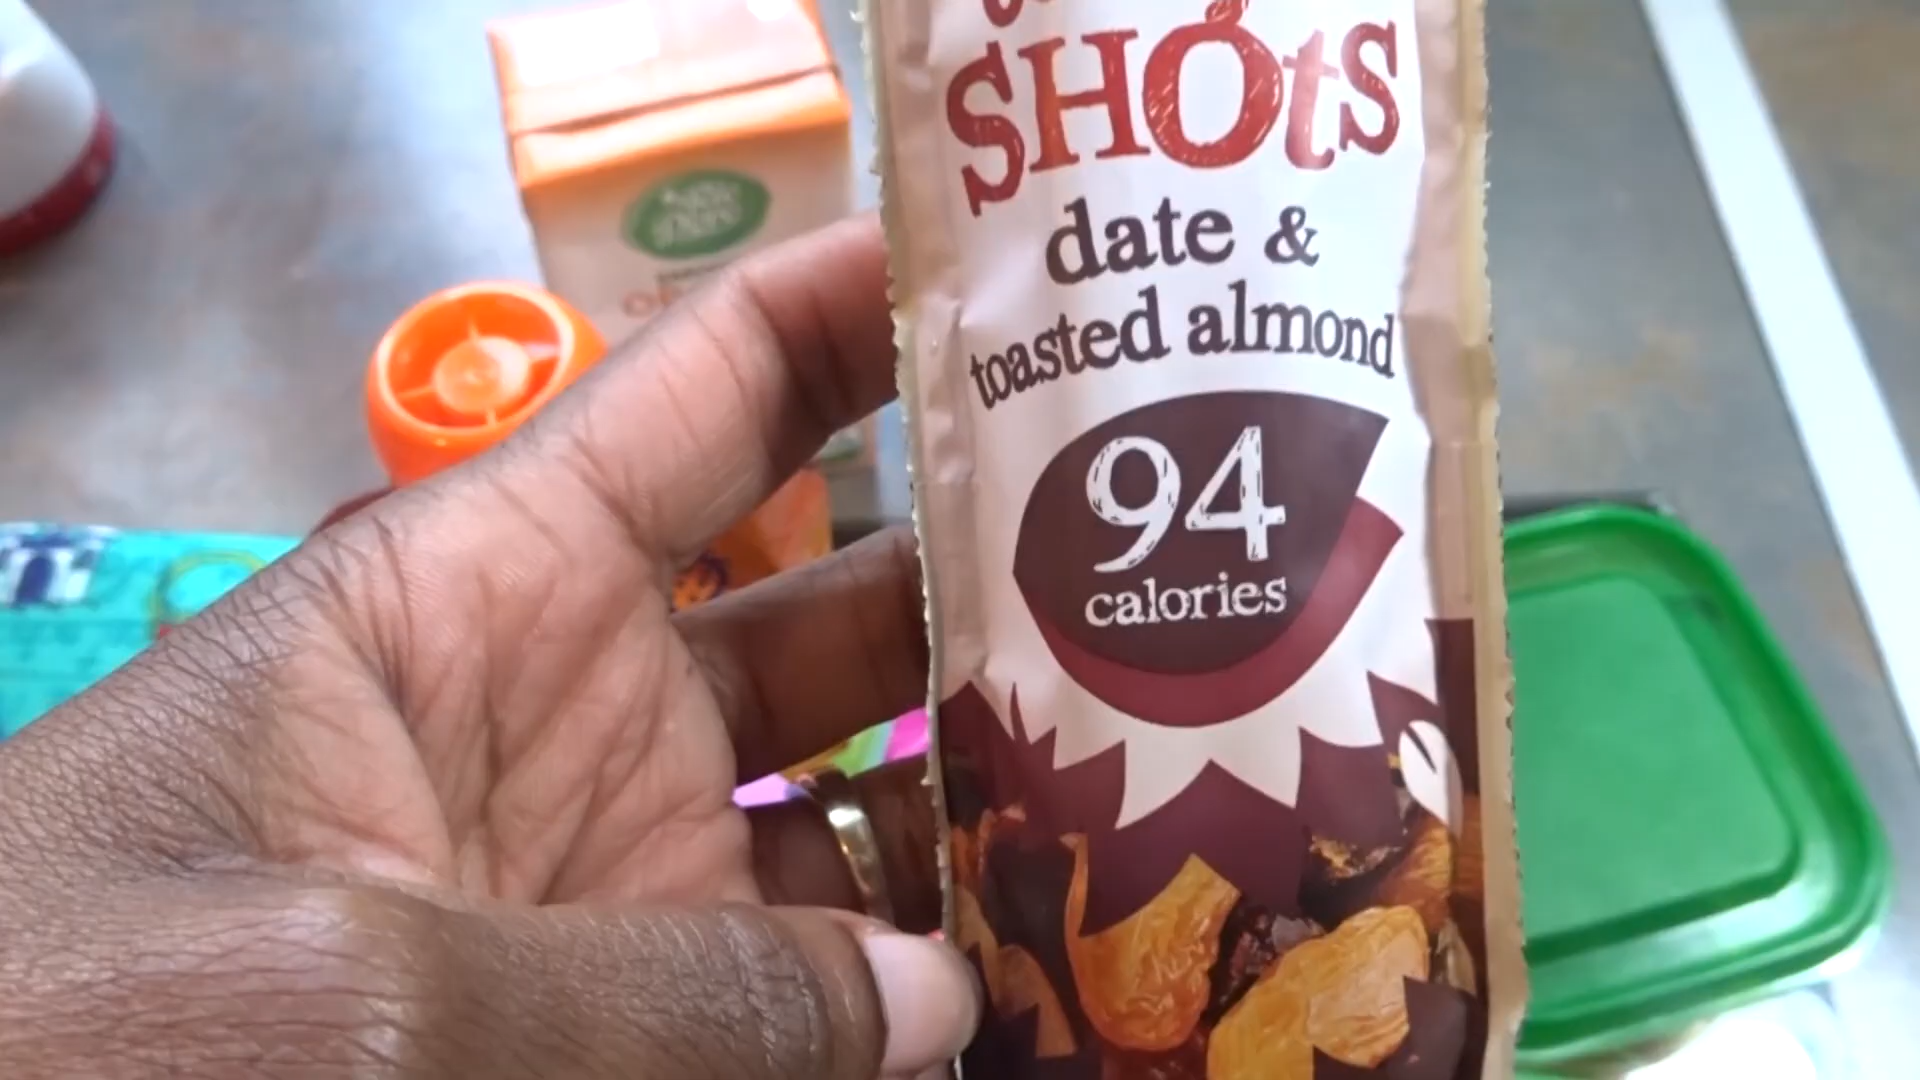 SHOts
date &
toasted almond
94
calories